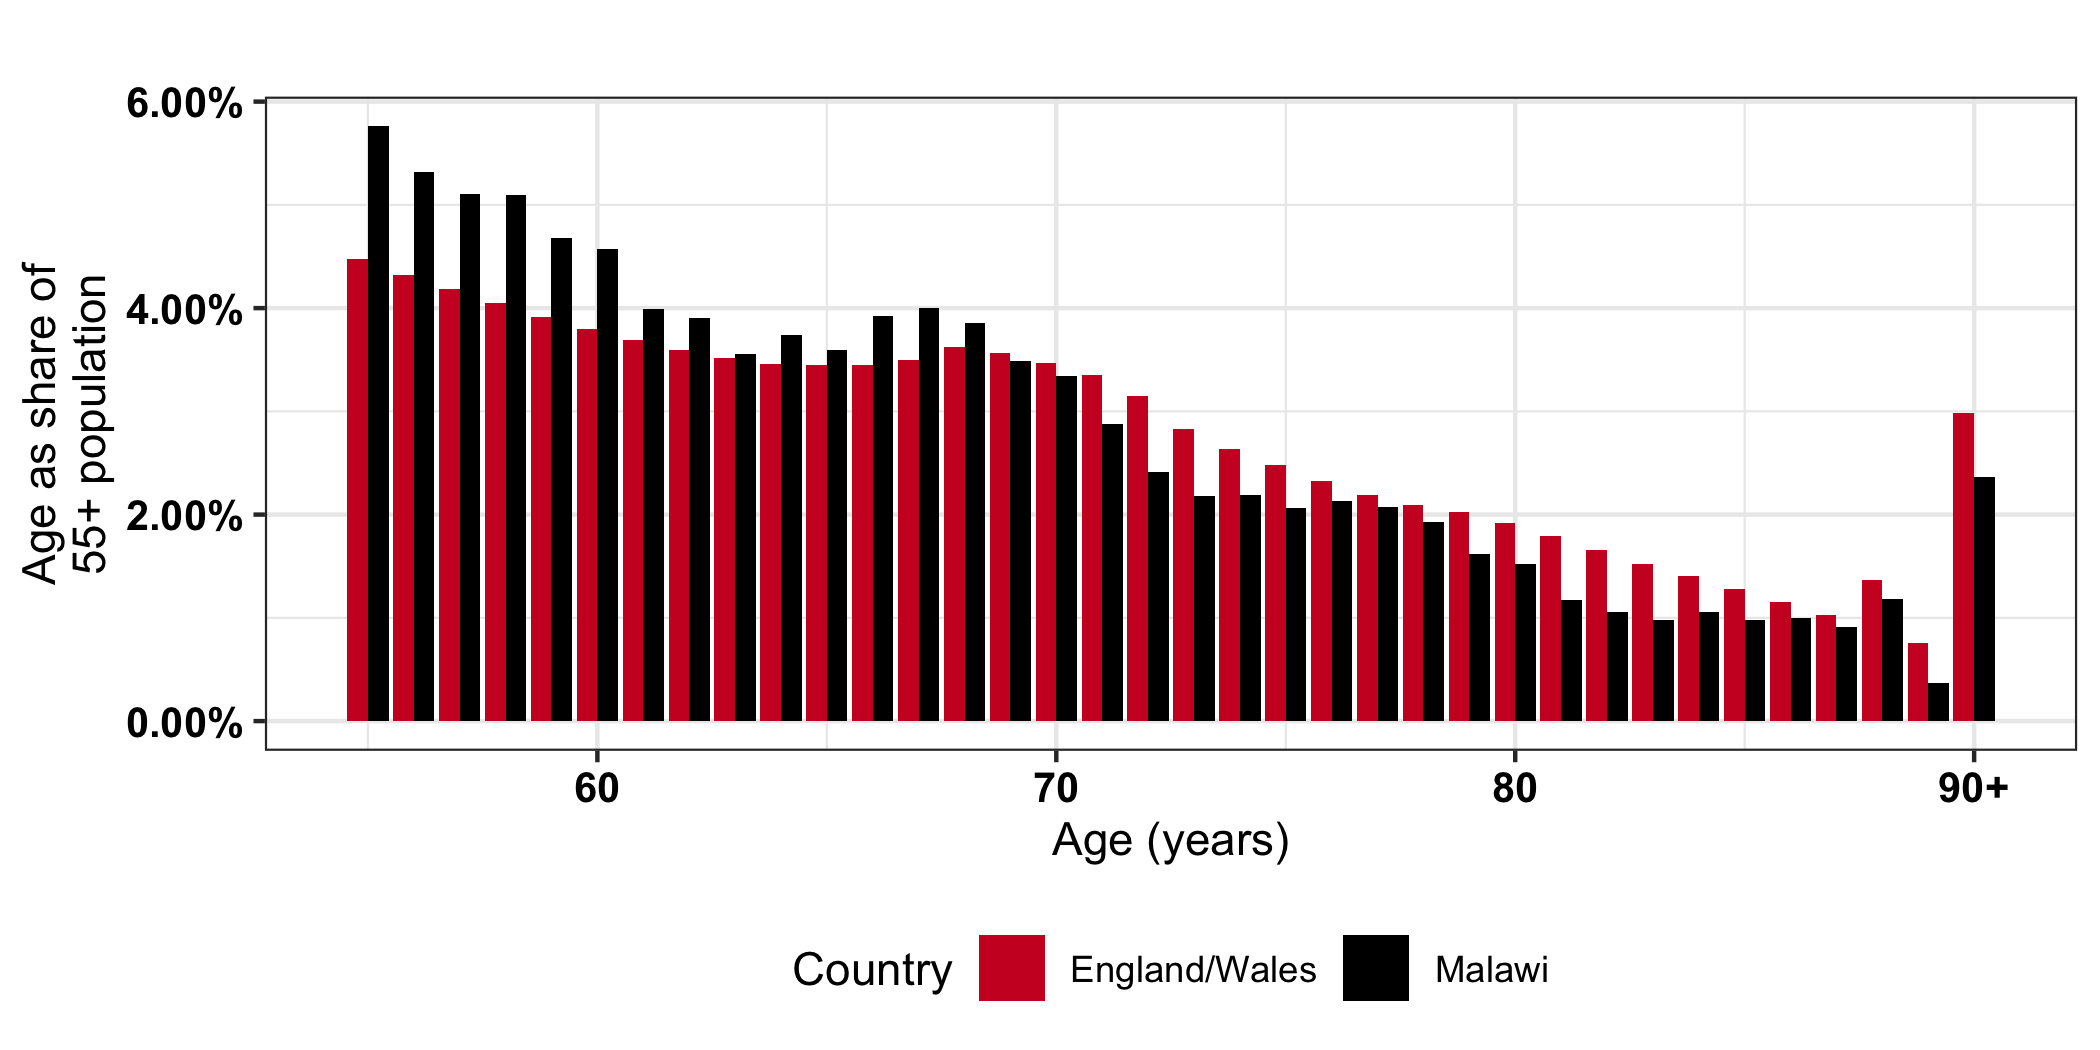 Age as share of
55+ population
6.00%
4.00%
2.00%
0.00%
60
70
80
90+
Age (years)
Country
England/Wales
Malawi